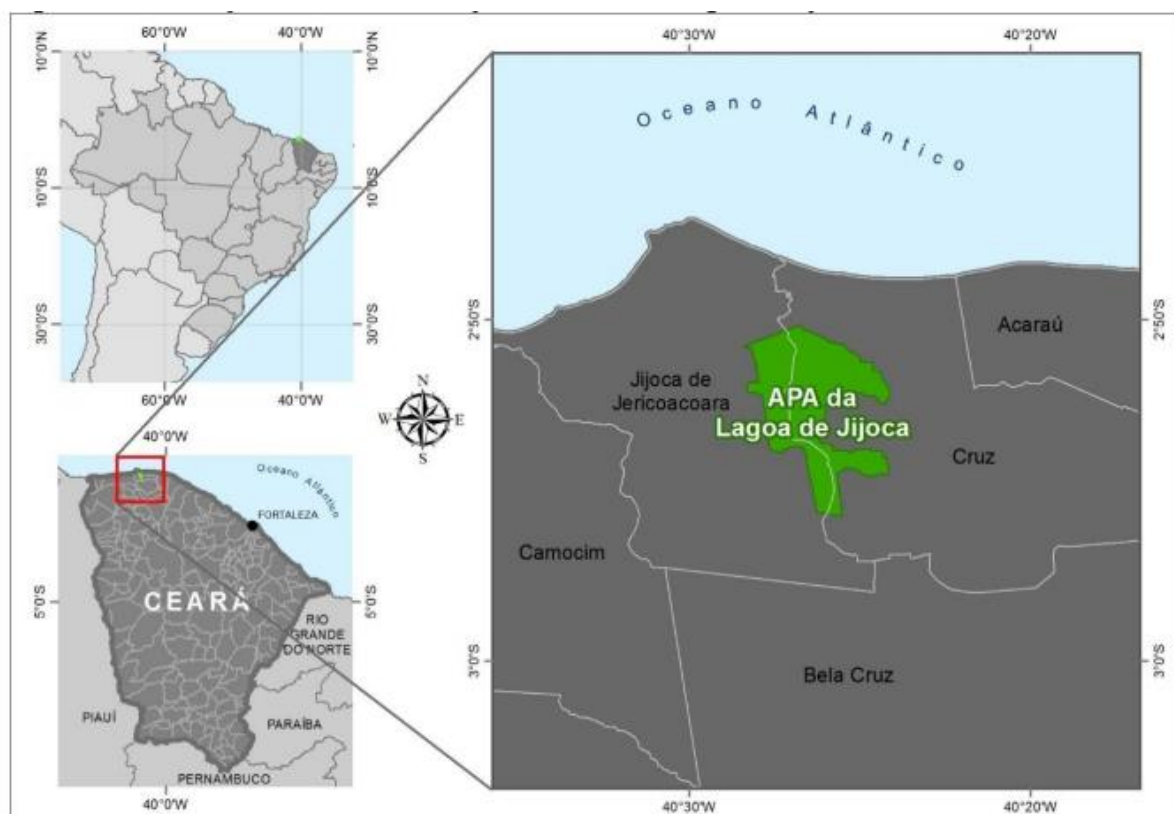 60°0'W
40°0'W
10°0'N
10°0'N
10°0'S
10°0'S
30°0'S
30°0'S
60°0'W
40°0'W
40°0'W
Oceano Atlântico
FORTALEZA
CEARÁ
5°0'S
5°0'S
RIO
GRANDE
DO NORTE
PIAUÍ
PARAÍBA
PERNAMBUCO
40°0'W
N
W
E
S
40°30'W
40°20'W
Oceano Atlântico
2°50'S
2°50'S
Acaraú
Jijoca de
Jericoacoara
APA da
Lagoa de Jijoca
Cruz
Camocim
Bela Cruz
3°0'S
3°0'S
40°30'W
40°20'W